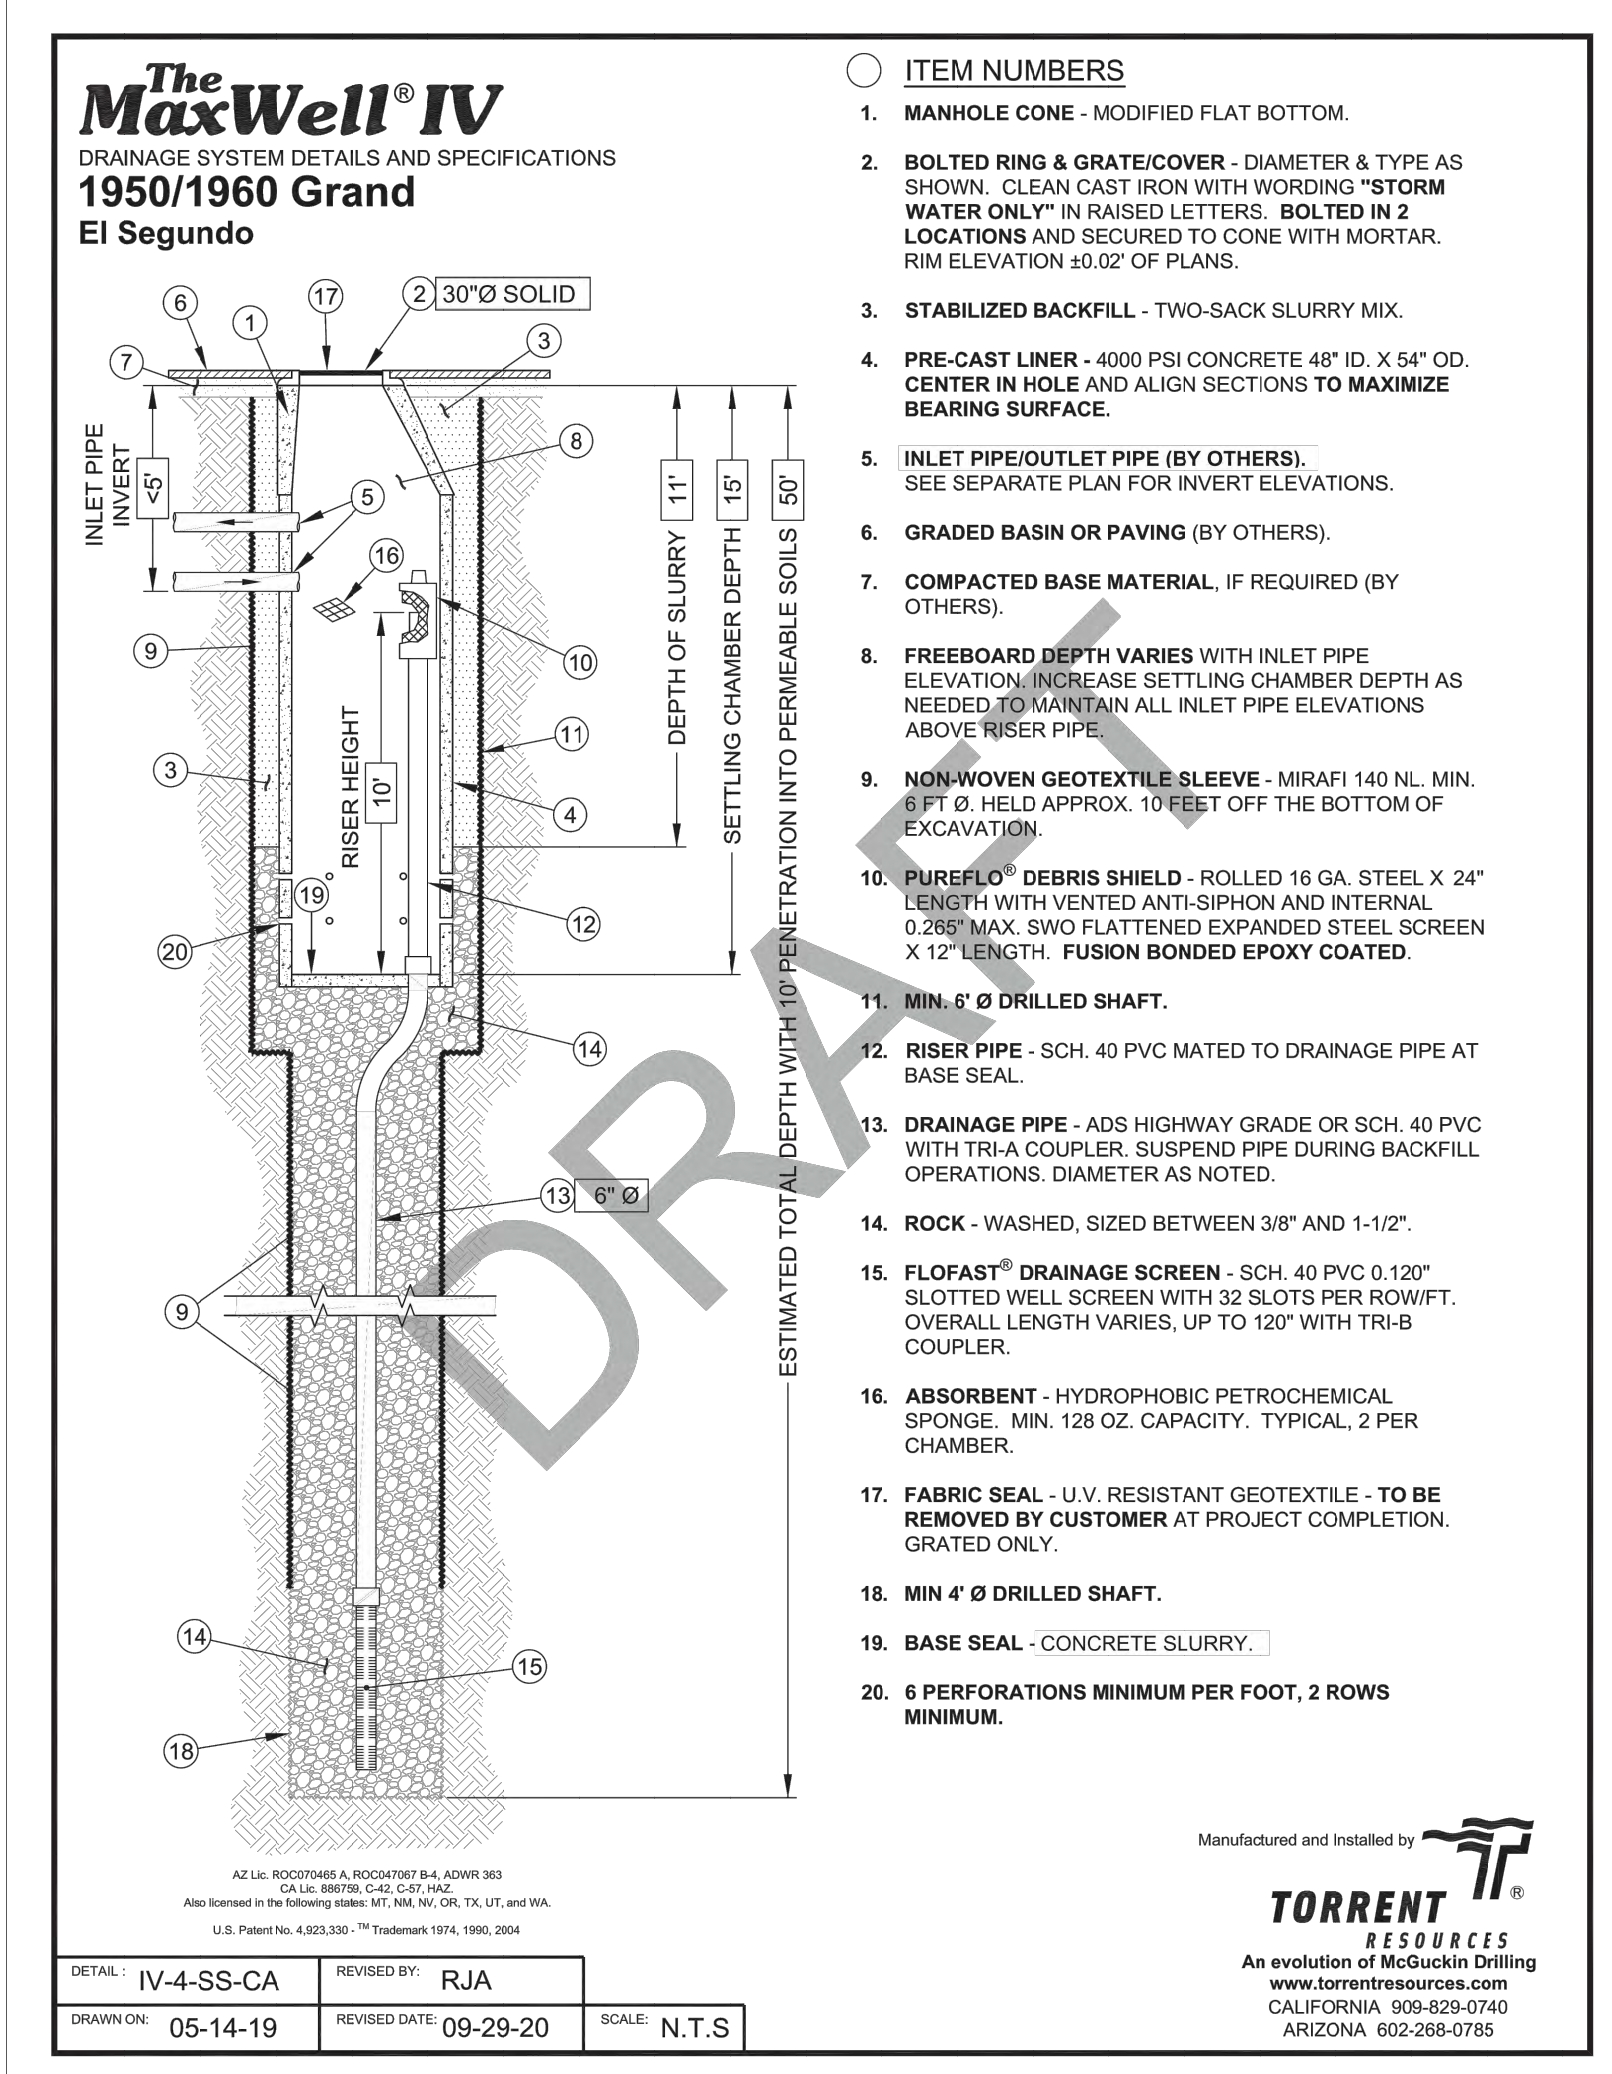 The
MaxWell® IV
DRAINAGE SYSTEM DETAILS AND SPECIFICATIONS
1950/1960 Grand
El Segundo
6
1
17
2
30"Ø SOLID
3
7
8
INLET PIPE
INVERT
<5'
5
16
9
10
11
3
4
RISER HEIGHT
10'
19
12
20
14
13
6" Ø
9
14
15
18
11'
DEPTH OF SLURRY
15'
SETTLING CHAMBER DEPTH
50'
ESTIMATED TOTAL DEPTH WITH 10' PENETRATION INTO PERMEABLE SOILS
DRAFT
ITEM NUMBERS
1. MANHOLE CONE - MODIFIED FLAT BOTTOM.
2. BOLTED RING & GRATE/COVER - DIAMETER & TYPE AS
SHOWN. CLEAN CAST IRON WITH WORDING "STORM
WATER ONLY" IN RAISED LETTERS. BOLTED IN 2
LOCATIONS AND SECURED TO CONE WITH MORTAR.
RIM ELEVATION ±0.02' OF PLANS.
3. STABILIZED BACKFILL - TWO-SACK SLURRY MIX.
4. PRE-CAST LINER - 4000 PSI CONCRETE 48" ID. X 54" OD.
CENTER IN HOLE AND ALIGN SECTIONS TO MAXIMIZE
BEARING SURFACE.
5. INLET PIPE/OUTLET PIPE (BY OTHERS).
SEE SEPARATE PLAN FOR INVERT ELEVATIONS.
6. GRADED BASIN OR PAVING (BY OTHERS).
7. COMPACTED BASE MATERIAL, IF REQUIRED (BY
OTHERS).
8. FREEBOARD DEPTH VARIES WITH INLET PIPE
ELEVATION. INCREASE SETTLING CHAMBER DEPTH AS
NEEDED TO MAINTAIN ALL INLET PIPE ELEVATIONS
ABOVE RISER PIPE.
9. NON-WOVEN GEOTEXTILE SLEEVE - MIRAFI 140 NL. MIN.
6 FT Ø. HELD APPROX. 10 FEET OFF THE BOTTOM OF
EXCAVATION.
10. PUREFLO® DEBRIS SHIELD - ROLLED 16 GA. STEEL X 24"
LENGTH WITH VENTED ANTI-SIPHON AND INTERNAL
0.265" MAX. SWO FLATTENED EXPANDED STEEL SCREEN
X 12" LENGTH. FUSION BONDED EPOXY COATED.
11. MIN. 6' Ø DRILLED SHAFT.
12. RISER PIPE - SCH. 40 PVC MATED TO DRAINAGE PIPE AT
BASE SEAL.
13. DRAINAGE PIPE - ADS HIGHWAY GRADE OR SCH. 40 PVC
WITH TRI-A COUPLER. SUSPEND PIPE DURING BACKFILL
OPERATIONS. DIAMETER AS NOTED.
14. ROCK - WASHED, SIZED BETWEEN 3/8" AND 1-1/2".
15. FLOFAST® DRAINAGE SCREEN - SCH. 40 PVC 0.120"
SLOTTED WELL SCREEN WITH 32 SLOTS PER ROW/FT.
OVERALL LENGTH VARIES, UP TO 120" WITH TRI-B
COUPLER.
16. ABSORBENT - HYDROPHOBIC PETROCHEMICAL
SPONGE. MIN. 128 OZ. CAPACITY. TYPICAL, 2 PER
CHAMBER.
17. FABRIC SEAL - U.V. RESISTANT GEOTEXTILE - TO BE
REMOVED BY CUSTOMER AT PROJECT COMPLETION.
GRATED ONLY.
18. MIN 4' Ø DRILLED SHAFT.
19. BASE SEAL - CONCRETE SLURRY.
20. 6 PERFORATIONS MINIMUM PER FOOT, 2 ROWS
MINIMUM.
AZ Lic. ROC070465 A, ROC047067 B-4, ADWR 363
CA Lic. 886759, C-42, C-57, HAZ.
Also licensed in the following states: MT, NM, NV, OR, TX, UT, and WA.
U.S. Patent No. 4,923,330 - TM Trademark 1974, 1990, 2004
Manufactured and Installed by
TORRENT ®
RESOURCES
An evolution of McGuckin Drilling
www.torrentresources.com
CALIFORNIA 909-829-0740
ARIZONA 602-268-0785
DETAIL : IV-4-SS-CA
REVISED BY: RJA
DRAWN ON: 05-14-19
REVISED DATE: 09-29-20
SCALE: N.T.S